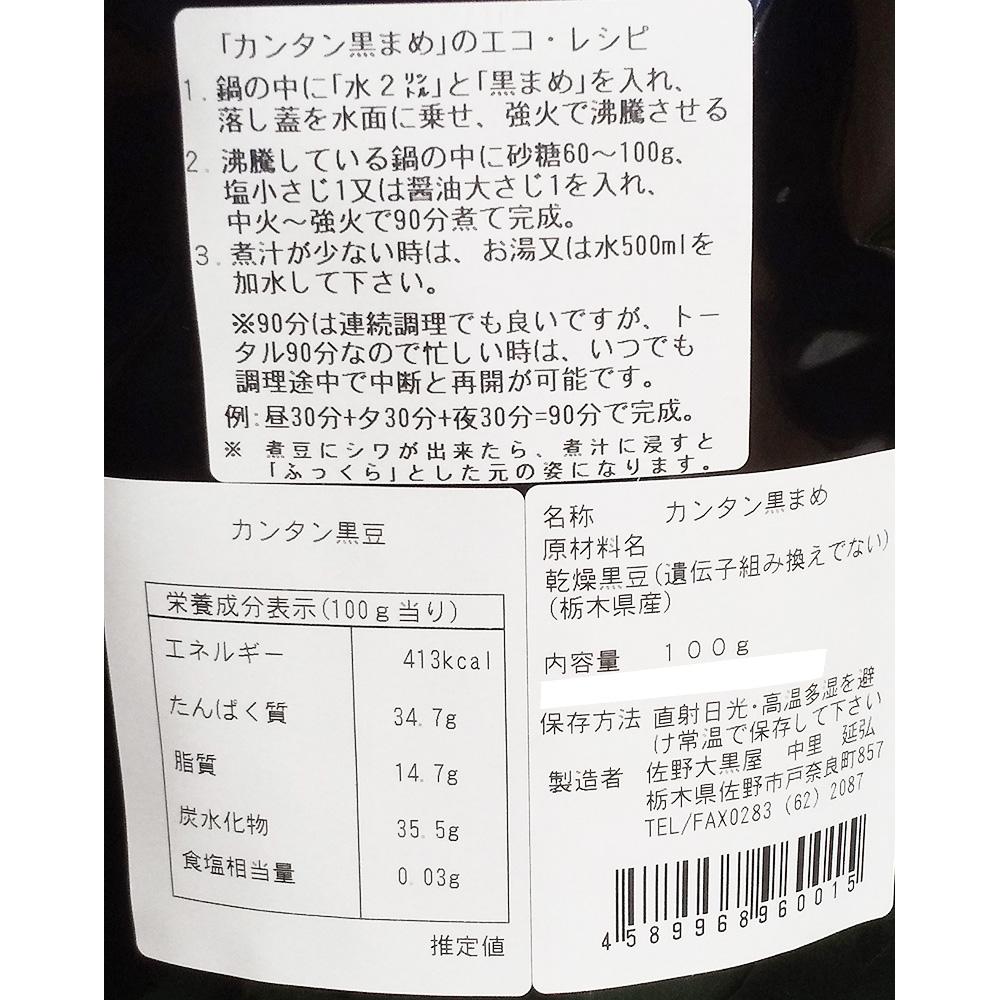 「カンタン黒まめ」のエコ・レシピ
1. 鍋の中に「水２㍑」と「黒まめ」を入れ、
落し蓋を水面に乗せ、強火で沸騰させる
2. 沸騰している鍋の中に砂糖60～100g、
塩小さじ1又は醤油大さじ1を入れ、
中火～強火で90分煮て完成。
3. 煮汁が少ない時は、お湯又は水500mlを
加水して下さい。
※90分は連続調理でも良いですが、トー
タル90分なので忙しい時は、いつでも
調理途中で中断と再開が可能です。
例:昼30分+夕30分+夜30分=90分で完成。
※ 煮豆にシワが出来たら、煮汁に浸すと
「ふっくら」とした元の姿になります。
カンタン黒豆
栄養成分表示(100ｇ当り)
エネルギー 413kcal
たんぱく質 34.7g
脂質 14.7g
炭水化物 35.5g
食塩相当量 0.03g
推定値
名称 カンタン黒まめ
原材料名
乾燥黒豆(遺伝子組み換えでない)
(栃木県産)
内容量 １００ｇ
保存方法 直射日光・高温多湿を避
け常温で保存して下さい
製造者 佐野大黒屋 中里 延弘
栃木県佐野市戸奈良町857
TEL/FAX0283 (62) 2087
4589968960015